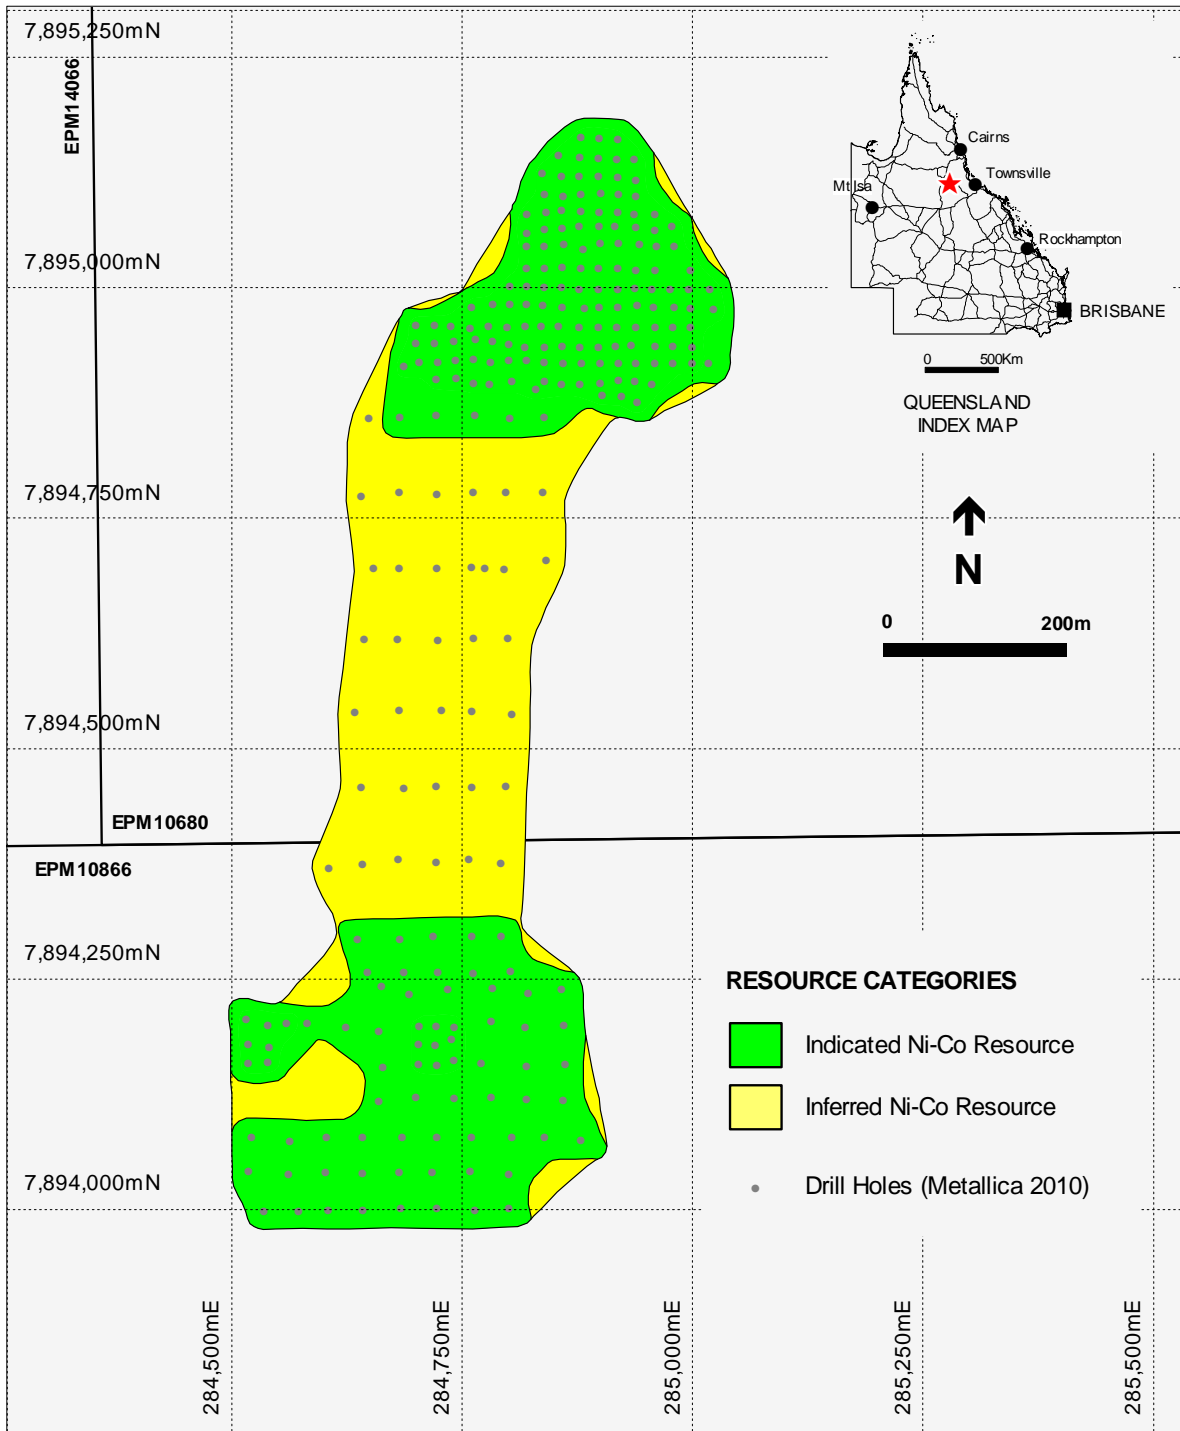 7,895,250mN
EPM14066
Cairns
Townsville
Mt Isa
Rockhampton
7,895,000mN
BRISBANE
0 500Km
QUEENSLAND
INDEX MAP
7,894,750mN
N
0 200m
7,894,500mN
EPM10680
EPM10866
7,894,250mN
RESOURCE CATEGORIES
Indicated Ni-Co Resource
Inferred Ni-Co Resource
7,894,000mN
Drill Holes (Metallica 2010)
284,500mE
284,750mE
285,000mE
285,250mE
285,500mE